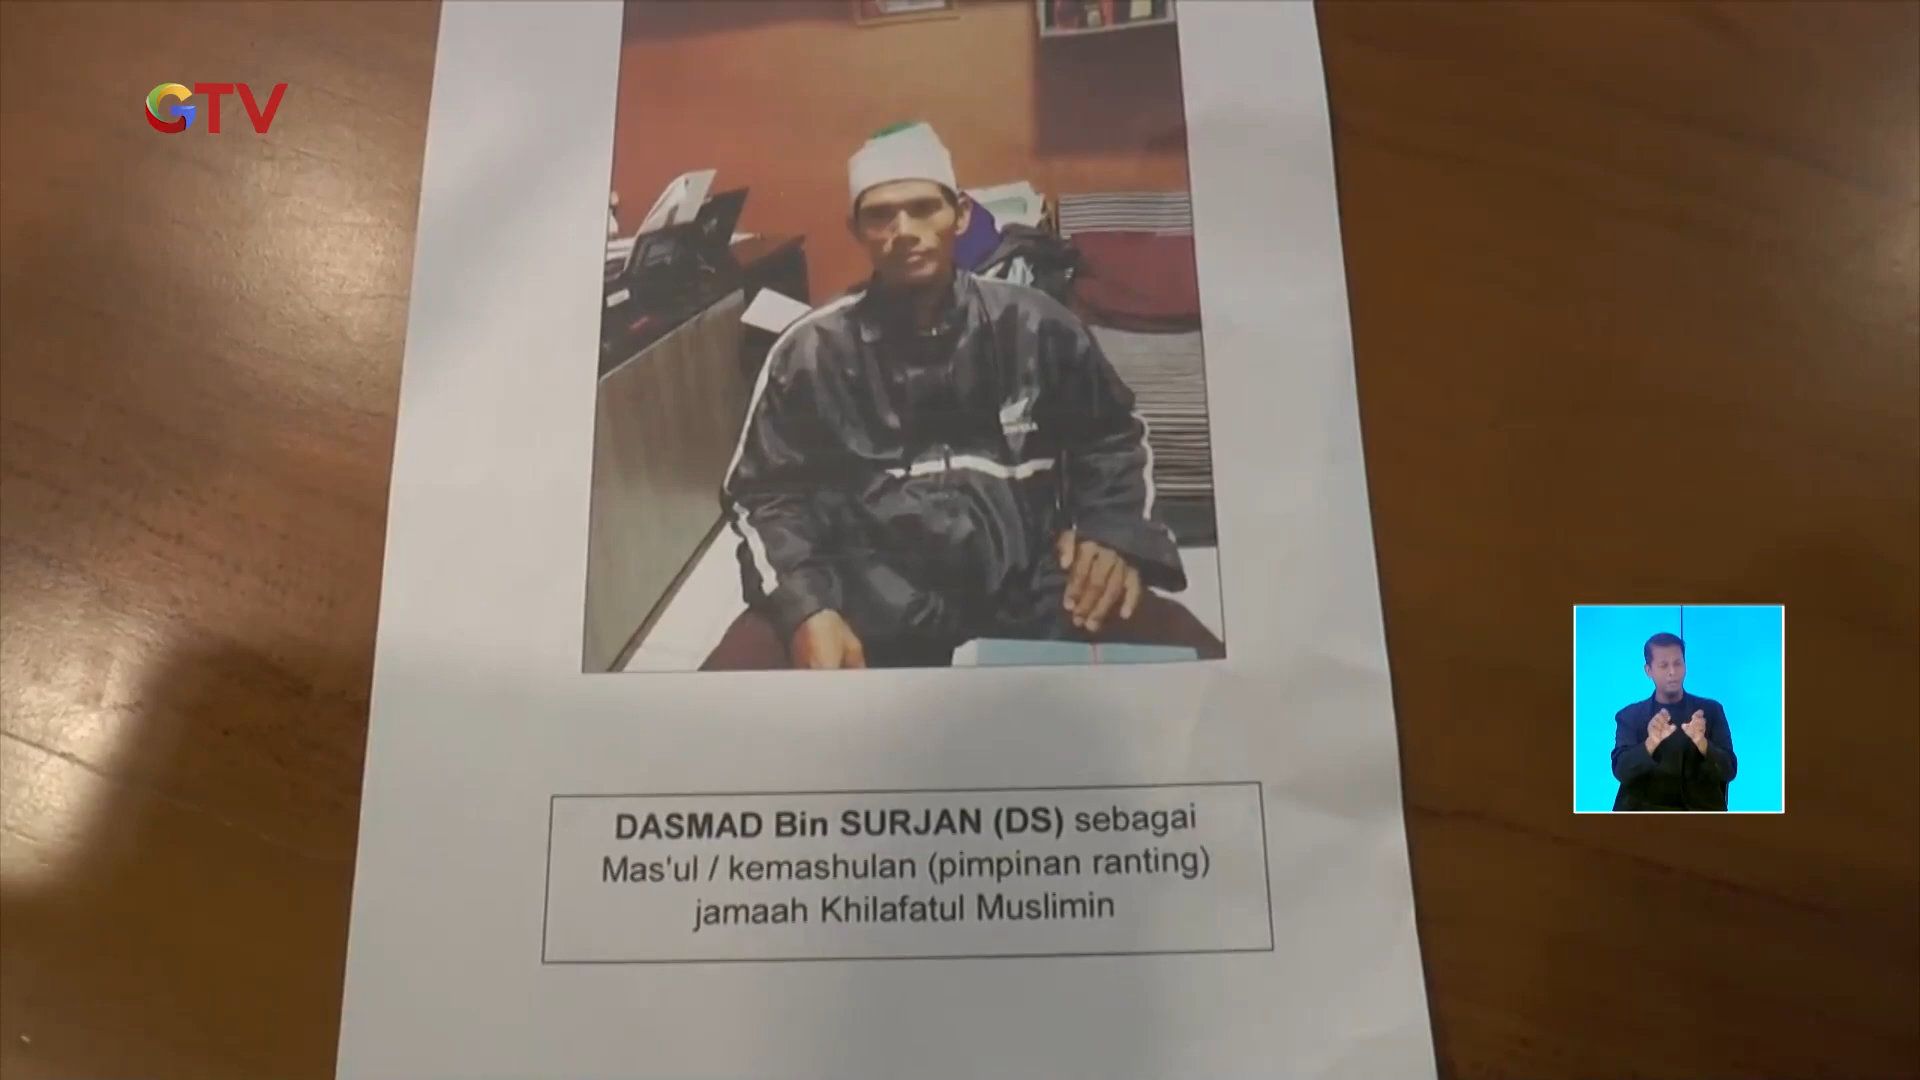 GTV
DASMAD Bin SURJAN (DS) sebagai
Mas'ul / kemashulan (pimpinan ranting)
jamaah Khilafatul Muslimin